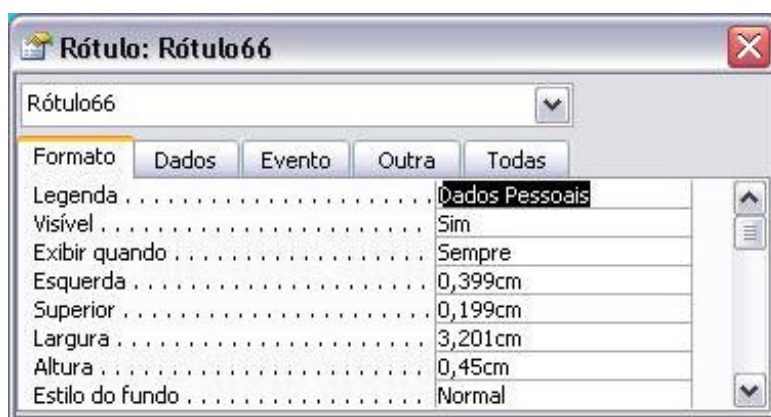 Rótulo: Rótulo66
Rótulo66
Formato Dados Evento Outra Todas
Legenda . . . . . . . . . . . . . . . . . . . . . . . Dados Pessoais
Visível . . . . . . . . . . . . . . . . . . . . . . . . Sim
Exibir quando . . . . . . . . . . . . . . . . . . Sempre
Esquerda . . . . . . . . . . . . . . . . . . . . . . 0,399cm
Superior . . . . . . . . . . . . . . . . . . . . . . . 0,199cm
Largura . . . . . . . . . . . . . . . . . . . . . . . 3,201cm
Altura . . . . . . . . . . . . . . . . . . . . . . . . 0,45cm
Estilo do fundo . . . . . . . . . . . . . . . . . Normal